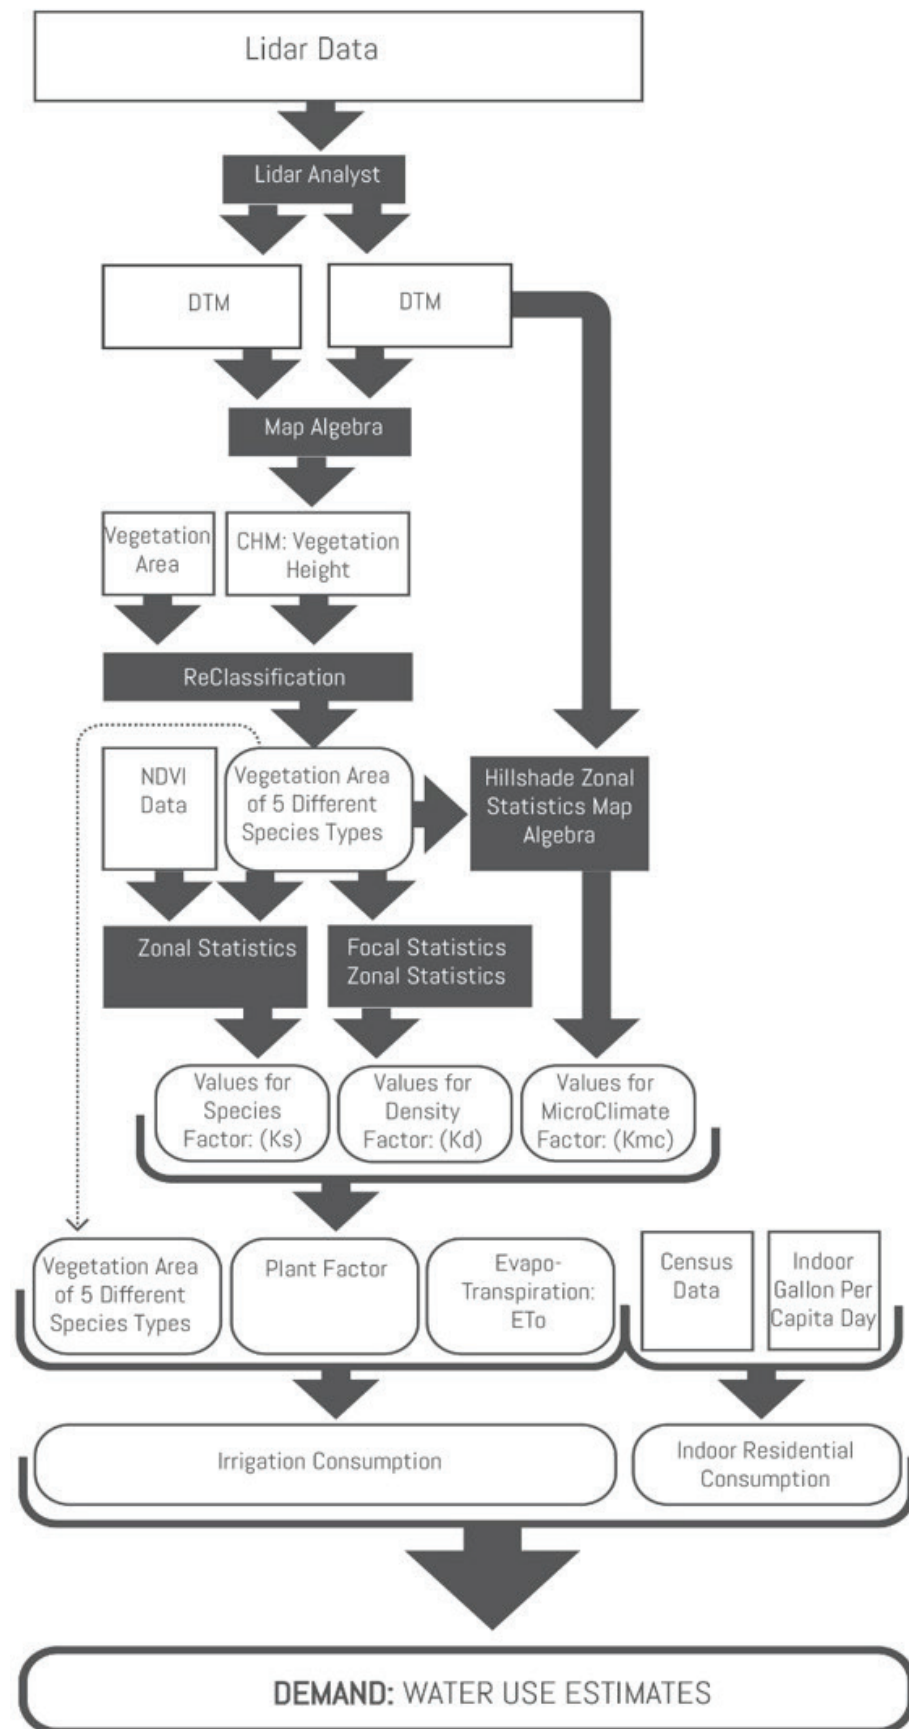 Lidar Data
Lidar Analyst
DTM
DTM
Map Algebra
Vegetation
Area
CHM: Vegetation
Height
ReClassification
NDVI
Data
Vegetation Area
of 5 Different
Species Types
Hillshade Zonal
Statistics Map
Algebra
Zonal Statistics
Focal Statistics
Zonal Statistics
Values for
Species
Factor: (Ks)
Values for
Density
Factor: (Kd)
Values for
MicroClimate
Factor: (Kmc)
Vegetation Area
of 5 Different
Species Types
Plant Factor
Evapo-
Transpiration:
ETo
Census
Data
Indoor
Gallon Per
Capita Day
Irrigation Consumption
Indoor Residential
Consumption
DEMAND: WATER USE ESTIMATES